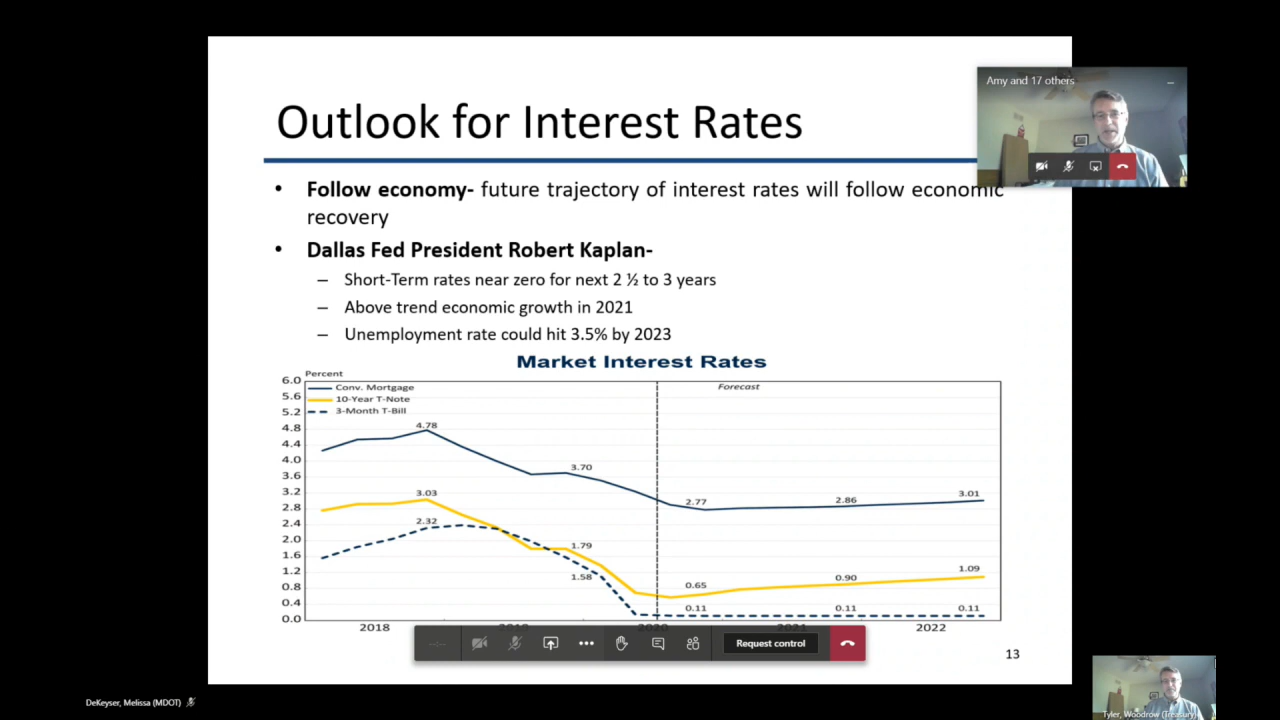 Outlook for Interest Rates
Amy and 17 others
• Follow economy- future trajectory of interest rates will follow economic
recovery
• Dallas Fed President Robert Kaplan-
– Short-Term rates near zero for next 2 ½ to 3 years
– Above trend economic growth in 2021
– Unemployment rate could hit 3.5% by 2023
Market Interest Rates
Percent
6.0
5.6
5.2
4.8
4.4
4.0
3.6
3.2
2.8
2.4
2.0
1.6
1.2
0.8
0.4
0.0
Conv. Mortgage
10-Year T-Note
3-Month T-Bill
Forecast
4.78
3.70
2.77
2.86
3.01
3.03
1.79
0.65
0.90
1.09
2.32
1.58
0.11
0.11
0.11
2018
2019
2020
2021
2022
Request control
13
DeKeyser, Melissa (MDOT)
Tyler, Woodrow (Treasury)